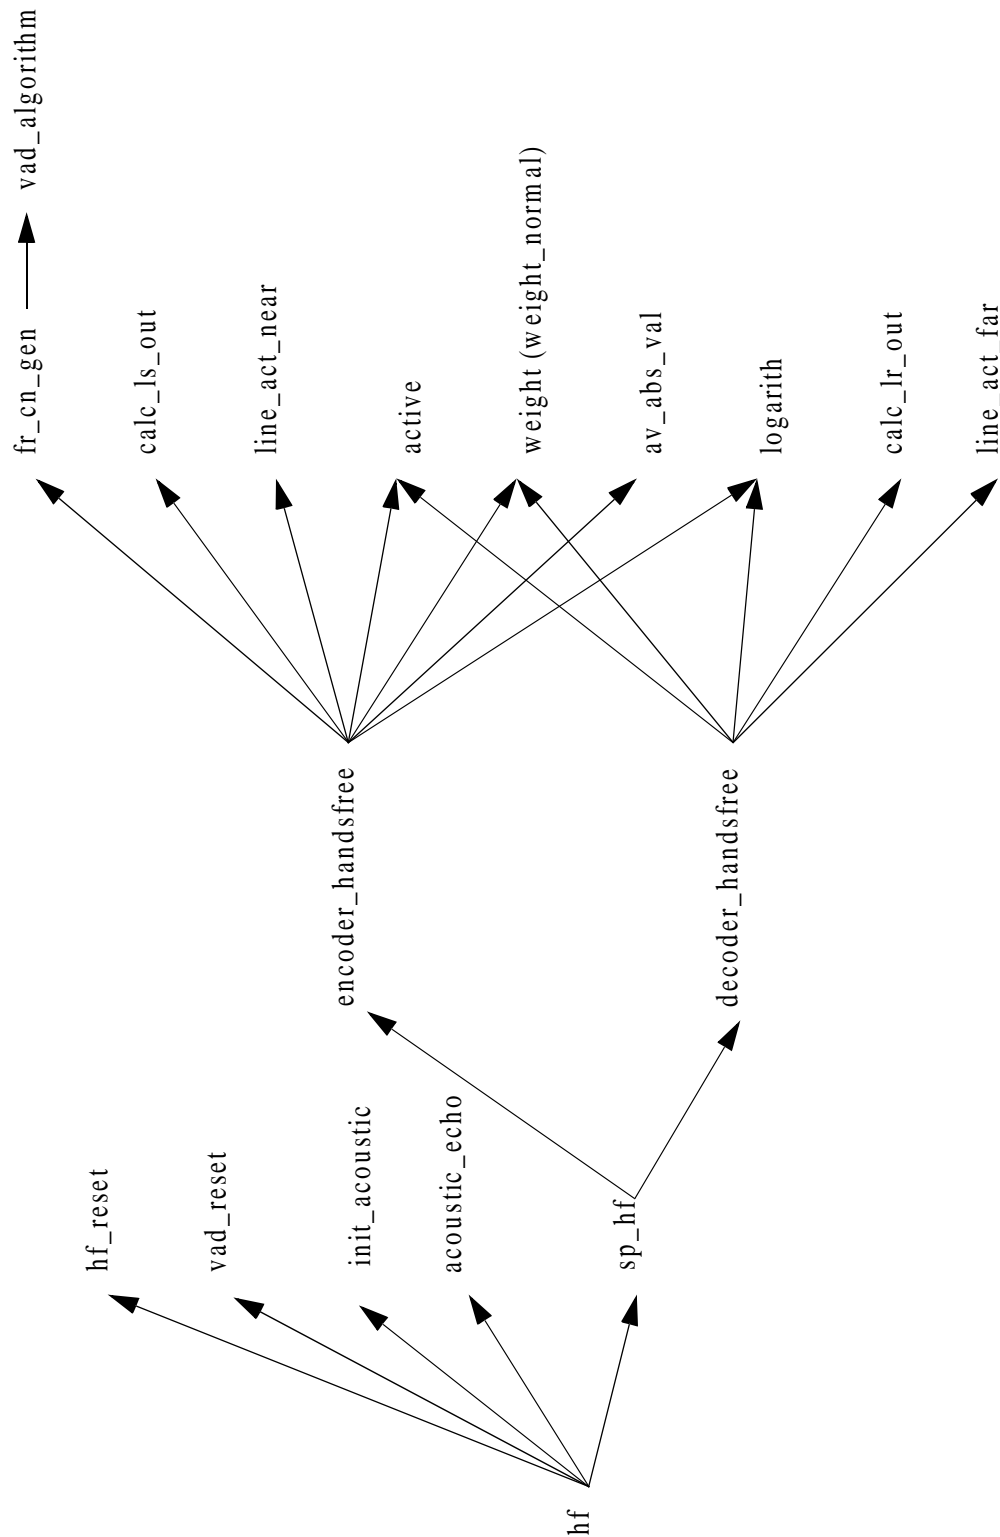 hf
hf_reset
vad_reset
init_acoustic
acoustic_echo
sp_hf
encoder_handsfree
decoder_handsfree
fr_cn_gen
vad_algorithm
calc_ls_out
line_act_near
active
weight (weight_normal)
av_abs_val
logarith
calc_lr_out
line_act_far